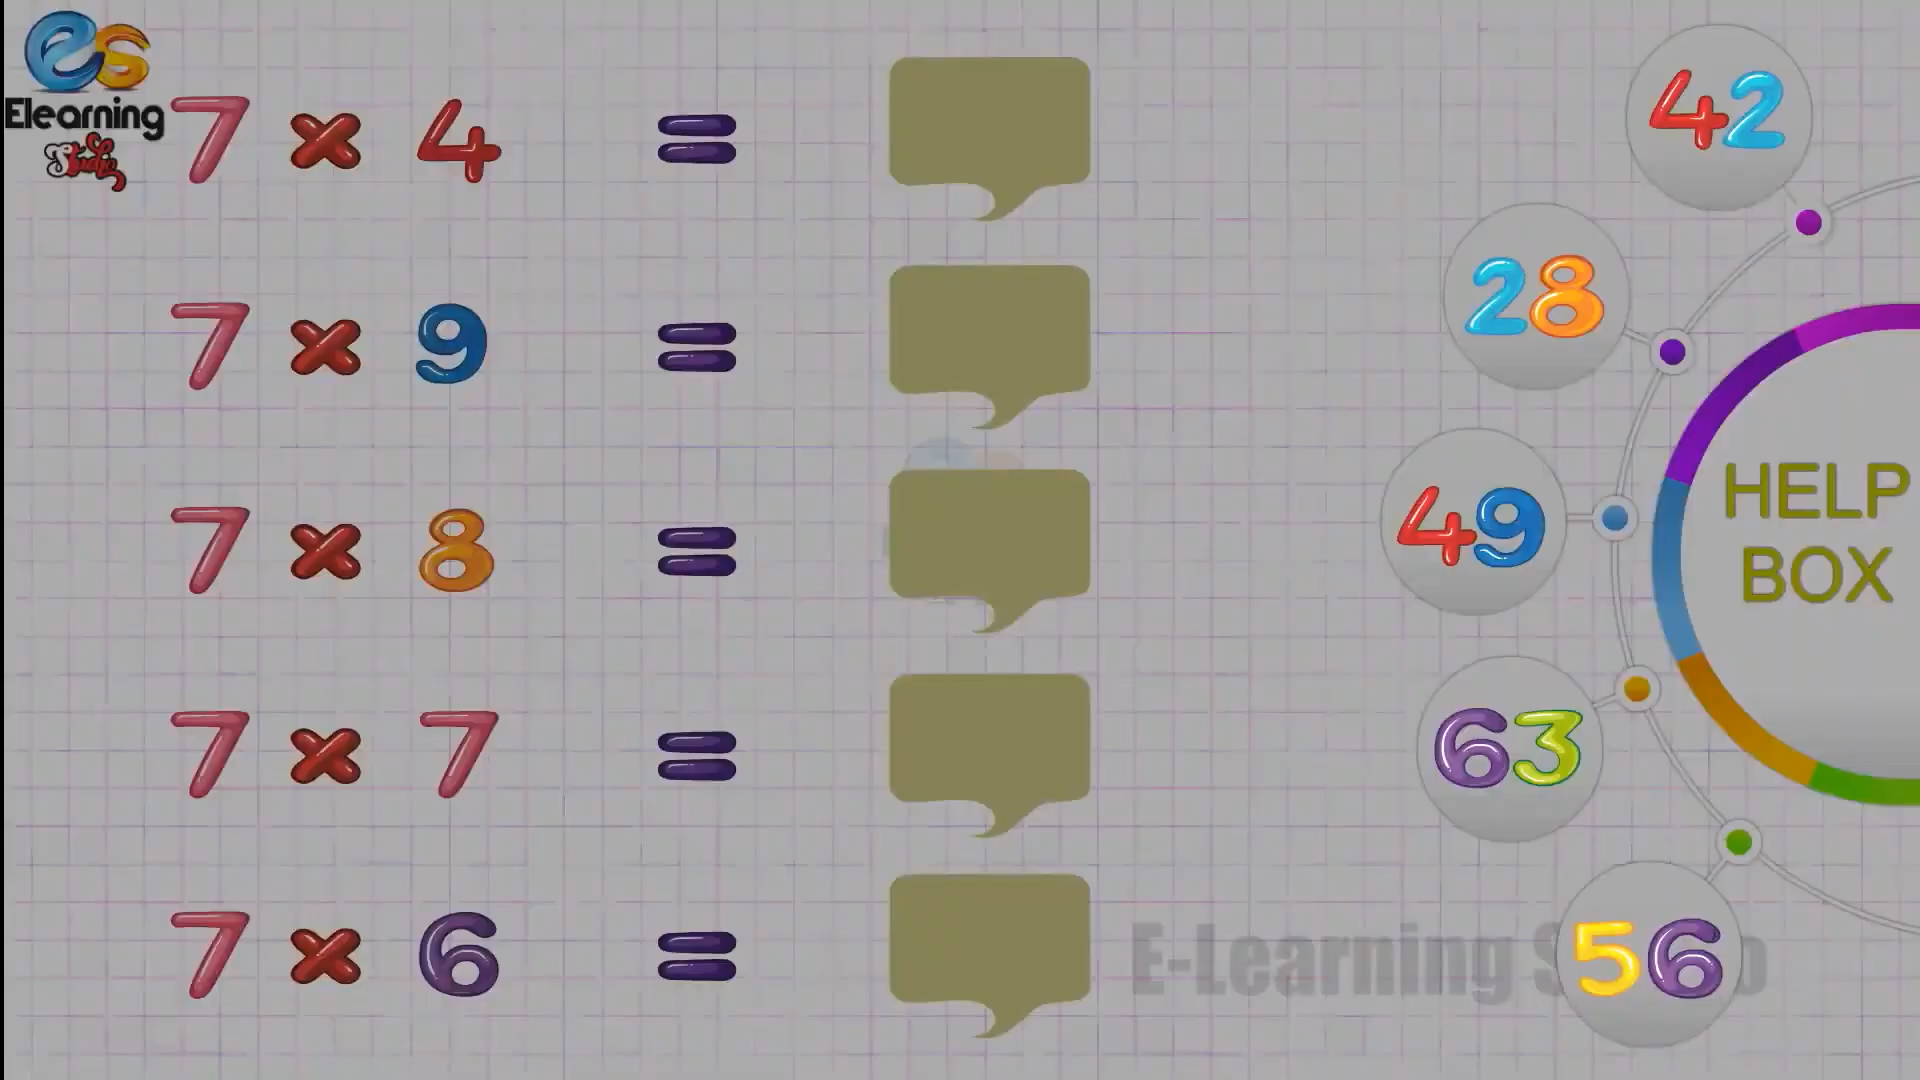 es
Elearning
Studio
7 × 4 =
7 × 9 =
7 × 8 =
7 × 7 =
7 × 6 =
42
28
49
63
56
HELP
BOX
E-Learning S